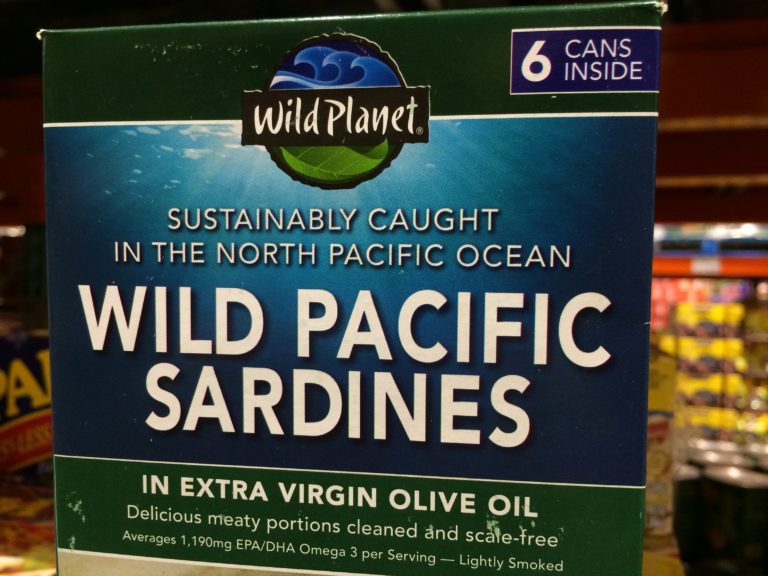 6 CANS
INSIDE
Wild Planet®
SUSTAINABLY CAUGHT
IN THE NORTH PACIFIC OCEAN
WILD PACIFIC
SARDINES
IN EXTRA VIRGIN OLIVE OIL
Delicious meaty portions cleaned and scale-free
Averages 1,190mg EPA/DHA Omega 3 per Serving — Lightly Smoked